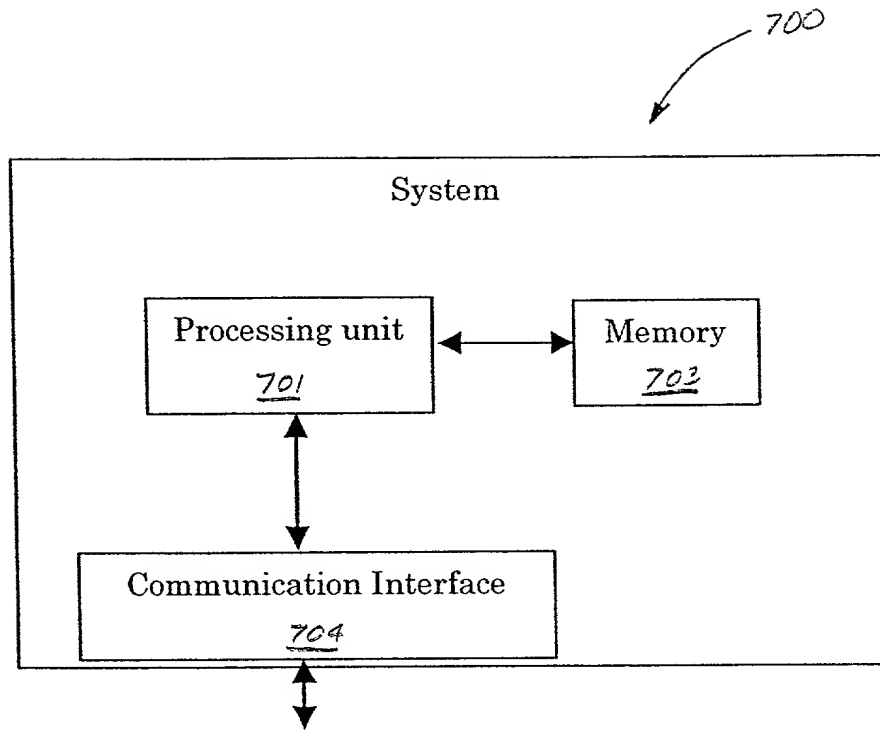 700
System
Processing unit
701
Memory
703
Communication Interface
704